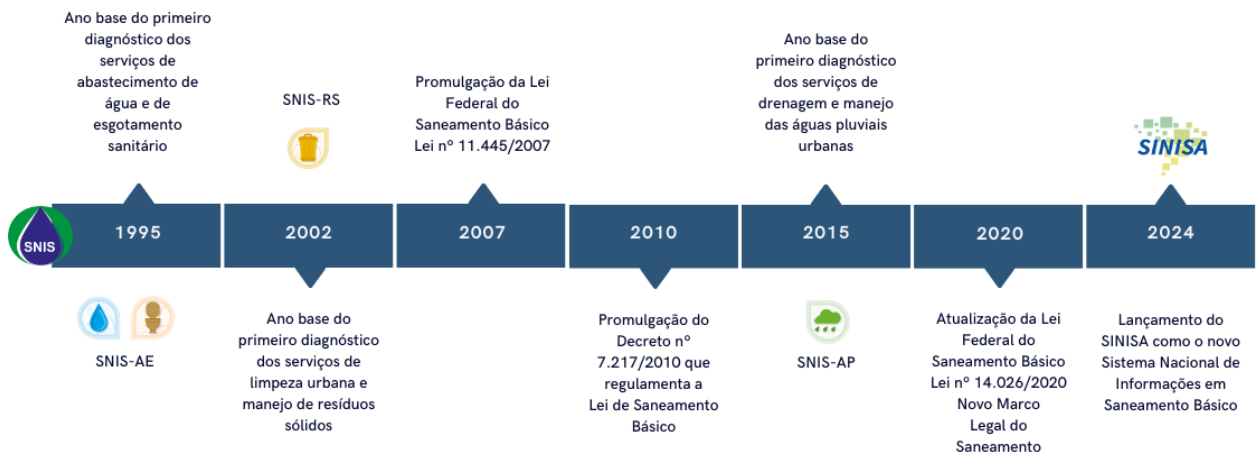 Ano base do primeiro
diagnóstico dos
serviços de
abastecimento de
água e de
esgotamento
sanitário
SNIS
1995
SNIS-AE
SNIS-RS
2002
Ano base do
primeiro diagnóstico
dos serviços de
limpeza urbana e
manejo de resíduos
sólidos
Promulgação da Lei
Federal do
Saneamento Básico
Lei nº 11.445/2007
2007
2010
Promulgação do
Decreto nº
7.217/2010 que
regulamenta a
Lei de Saneamento
Básico
Ano base do
primeiro diagnóstico
dos serviços de
drenagem e manejo
das águas pluviais
urbanas
2015
SNIS-AP
2020
Atualização da Lei
Federal do
Saneamento Básico
Lei nº 14.026/2020
Novo Marco
Legal do
Saneamento
SINISA
2024
Lançamento do
SINISA como o novo
Sistema Nacional de
Informações em
Saneamento Básico